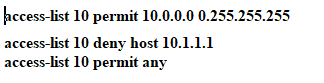 access-list 10 permit 10.0.0.0 0.255.255.255
access-list 10 deny host 10.1.1.1
access-list 10 permit any